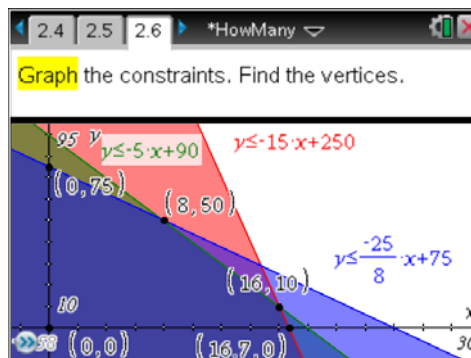 2.4 2.5 2.6 *HowMany
Graph the constraints. Find the vertices.
95 y
y≤-5·x+90
y≤-15·x+250
(0,75)
(8,50)
y≤-25/8·x+75
(16,10)
10
x
(0,0)
(16.7,0)